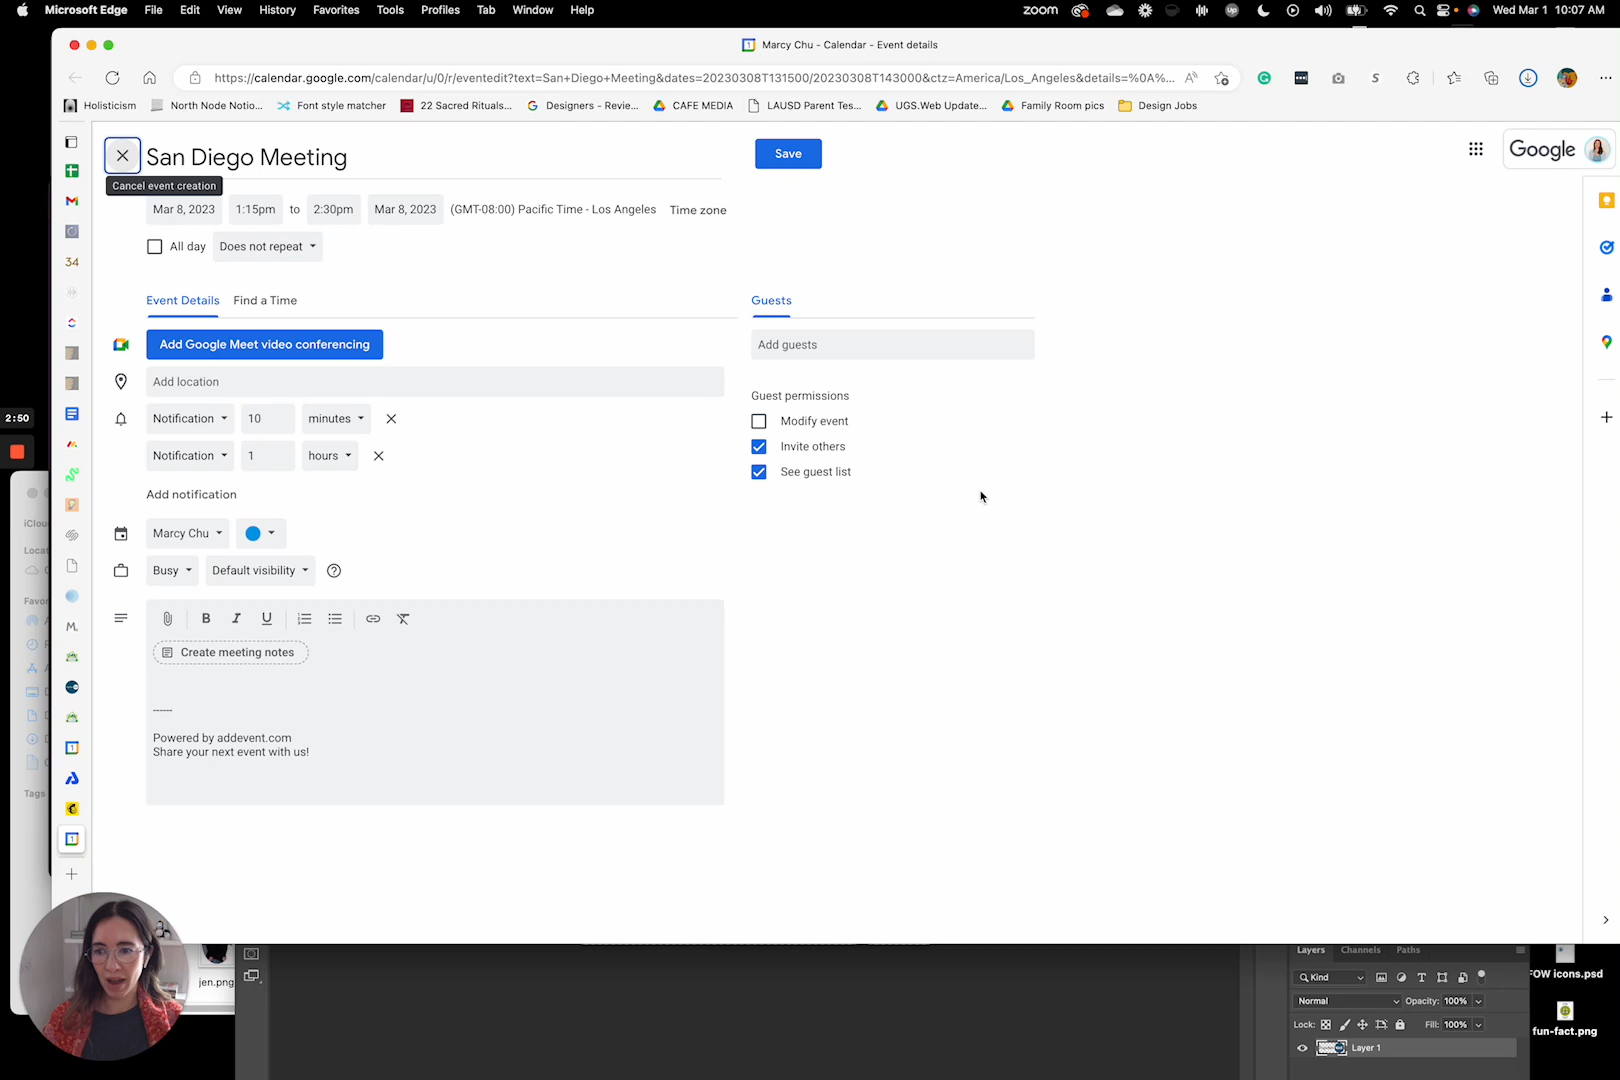 Microsoft Edge File Edit View History Favorites Tools Profiles Tab Window Help
zoom Up Wed Mar 1 10:07 AM
Marcy Chu - Calendar - Event details
https://calendar.google.com/calendar/u/0/r/eventedit?text=San+Diego+Meeting&dates=20230308T131500/20230308T143000&ctz=America/Los_Angeles&details=%0A%...
Holisticism North Node Notio... Font style matcher 22 Sacred Rituals... Designers - Revie... CAFE MEDIA LAUSD Parent Tes... UGS.Web Update... Family Room pics Design Jobs
San Diego Meeting
Save
Google
Cancel event creation
Mar 8, 2023 1:15pm to 2:30pm Mar 8, 2023 (GMT-08:00) Pacific Time - Los Angeles Time zone
All day Does not repeat
34
Event Details Find a Time
Guests
Add Google Meet video conferencing
Add guests
Add location
Guest permissions
2:50
Notification 10 minutes
Modify event
Invite others
Notification 1 hours
See guest list
Add notification
Marcy Chu
Busy Default visibility
B I U
M.
Create meeting notes
------
Powered by addevent.com
Share your next event with us!
iClou
Locat
Favor
Tags
jen.png
Layers Channels Paths
Kind
Normal Opacity: 100%
Lock: Fill: 100%
Layer 1
FOW icons.psd
fun-fact.png